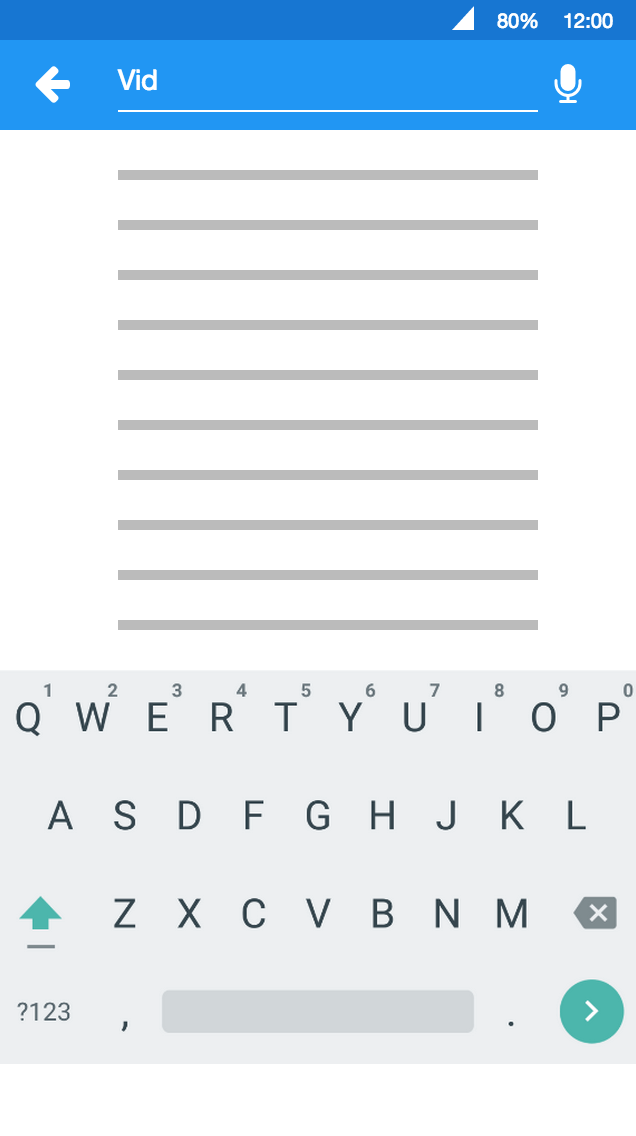 80% 12:00
Vid
1 2 3 4 5 6 7 8 9 0
Q W E R T Y U I O P
A S D F G H J K L
Z X C V B N M
?123 , .